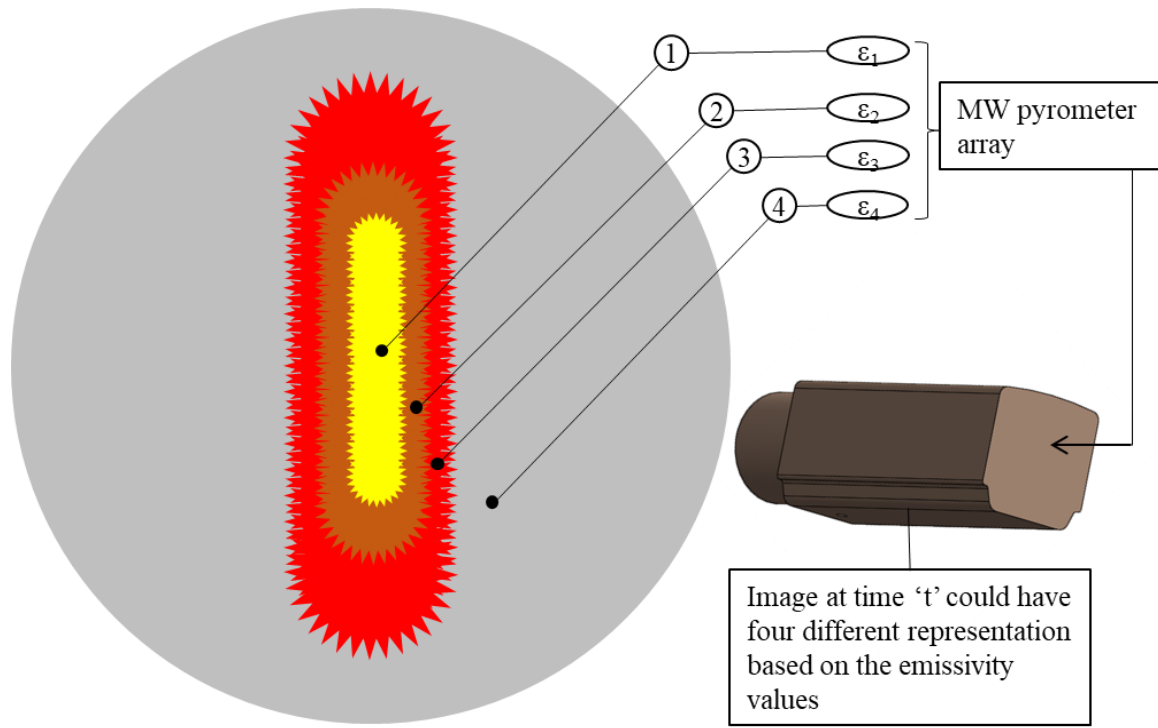 1
ε1
2
ε2
3
ε3
4
ε4
MW pyrometer
array
Image at time ‘t’ could have
four different representation
based on the emissivity
values